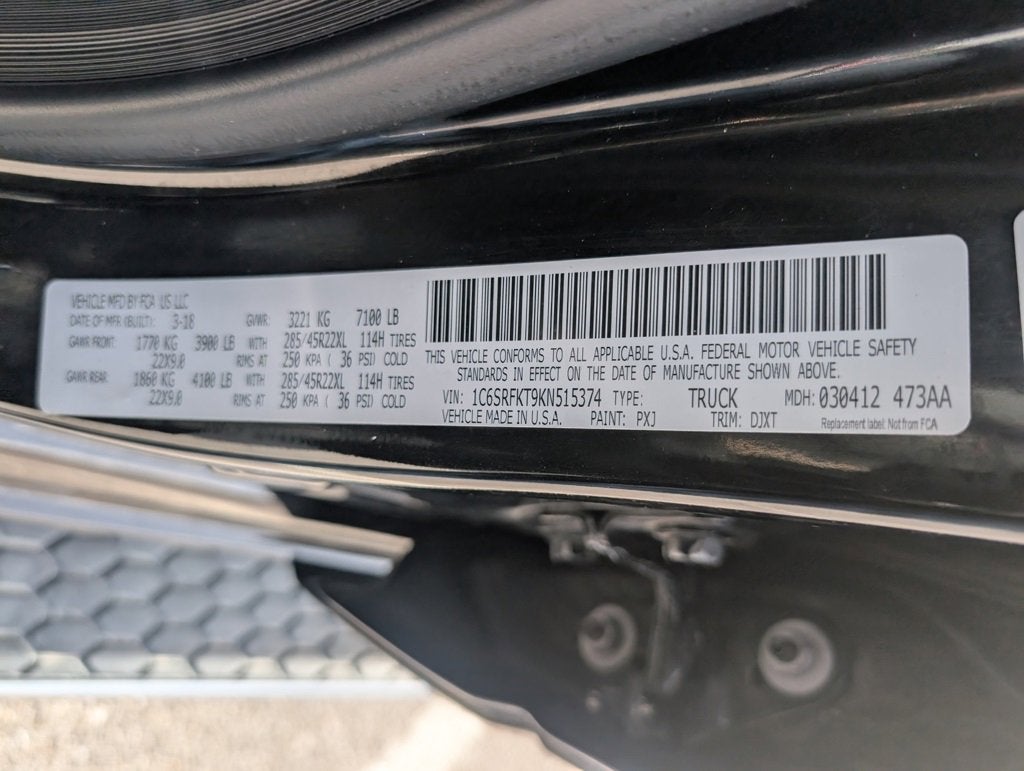 VEHICLE MFD BY FCA US LLC
DATE OF MFR (BUILT): 3-18 GVWR: 3221 KG 7100 LB
GAWR FRONT: 1770 KG 3900 LB WITH 285/45R22XL 114H TIRES
22X9.0 RIMS AT 250 KPA ( 36 PSI) COLD
GAWR REAR: 1860 KG 4100 LB WITH 285/45R22XL 114H TIRES
22X9.0 RIMS AT 250 KPA ( 36 PSI) COLD
THIS VEHICLE CONFORMS TO ALL APPLICABLE U.S.A. FEDERAL MOTOR VEHICLE SAFETY
STANDARDS IN EFFECT ON THE DATE OF MANUFACTURE SHOWN ABOVE.
VIN: 1C6SRFKT9KN515374 TYPE: TRUCK MDH: 030412 473AA
VEHICLE MADE IN U.S.A. PAINT: PXJ TRIM: DJXT Replacement label: Not from FCA